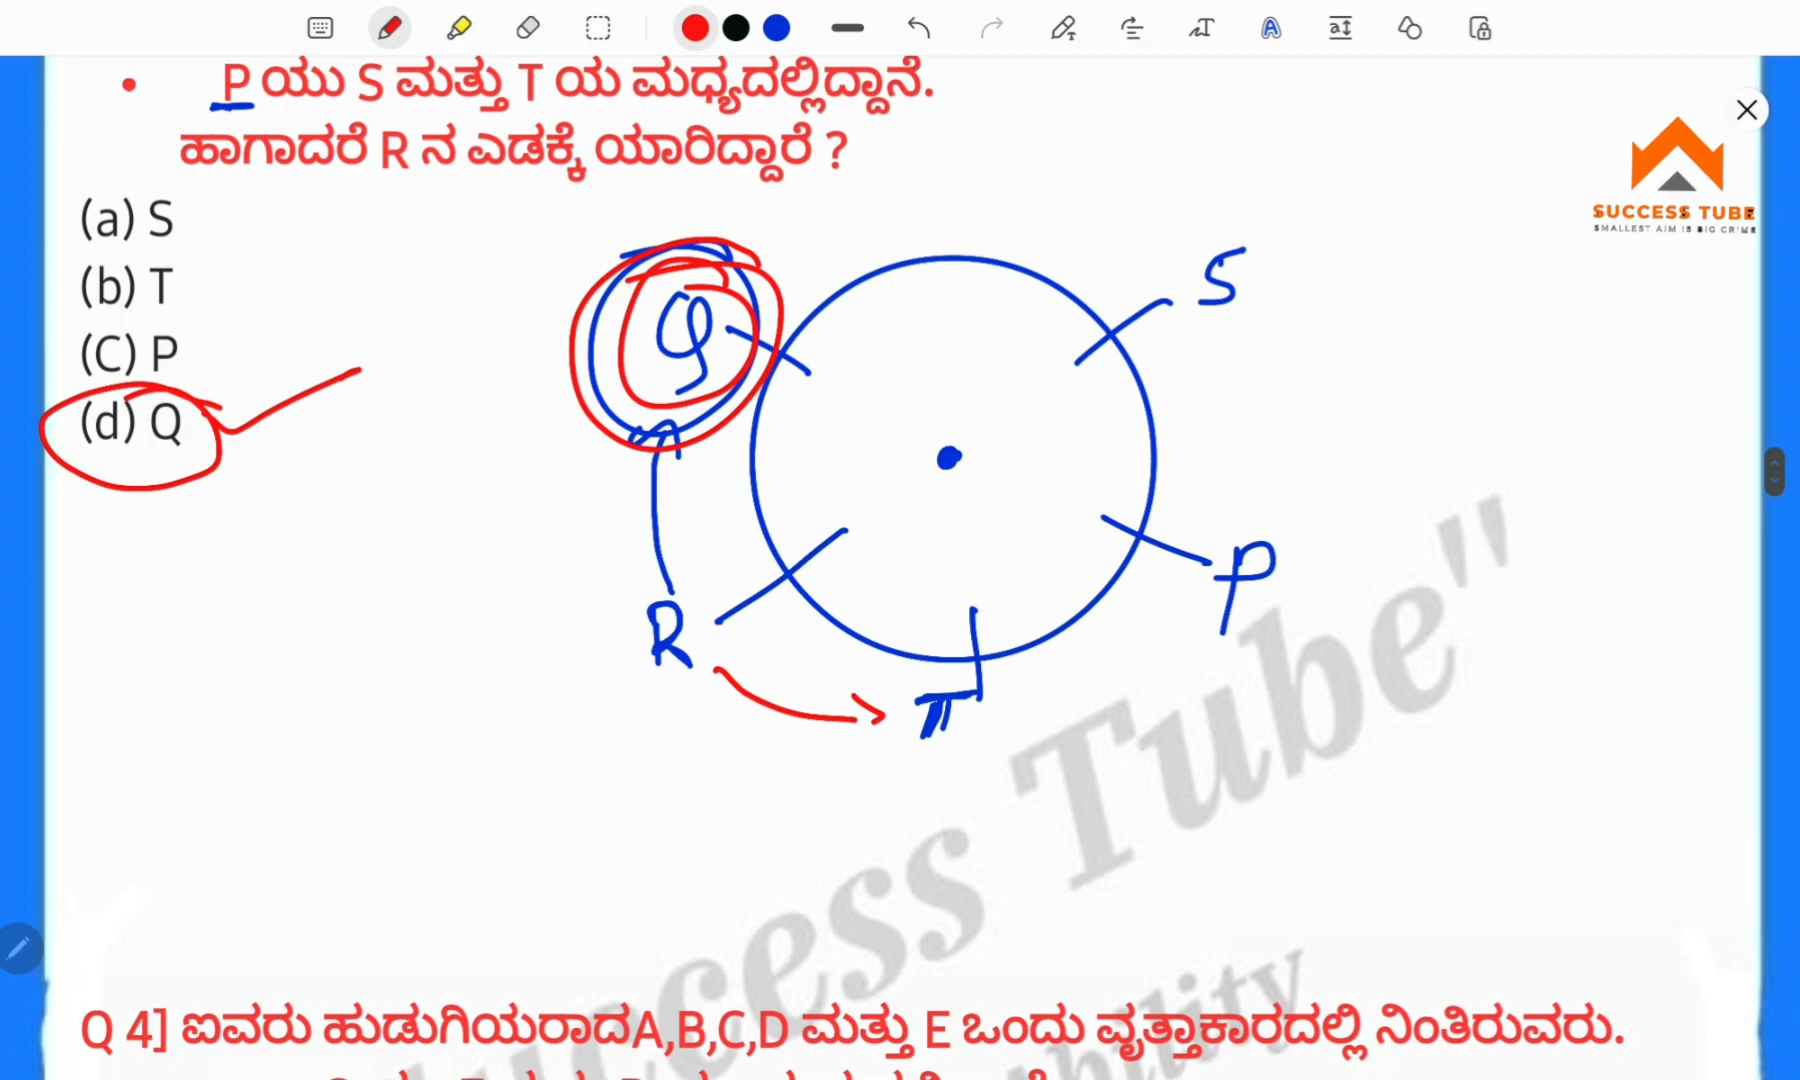 • P ಯು S ಮತ್ತು T ಯ ಮಧ್ಯದಲ್ಲಿದ್ದಾನೆ.
ಹಾಗಾದರೆ R ನ ಎಡಕ್ಕೆ ಯಾರಿದ್ದಾರೆ ?
SUCCESS TUBE
SMALLEST AIM IS BIG CRIME
(a) S
(b) T
(C) P
(d) Q
S
Q
P
R
T
Success Tube"
Q 4] ಐವರು ಹುಡುಗಿಯರಾದA,B,C,D ಮತ್ತು E ಒಂದು ವೃತ್ತಾಕಾರದಲ್ಲಿ ನಿಂತಿರುವರು.